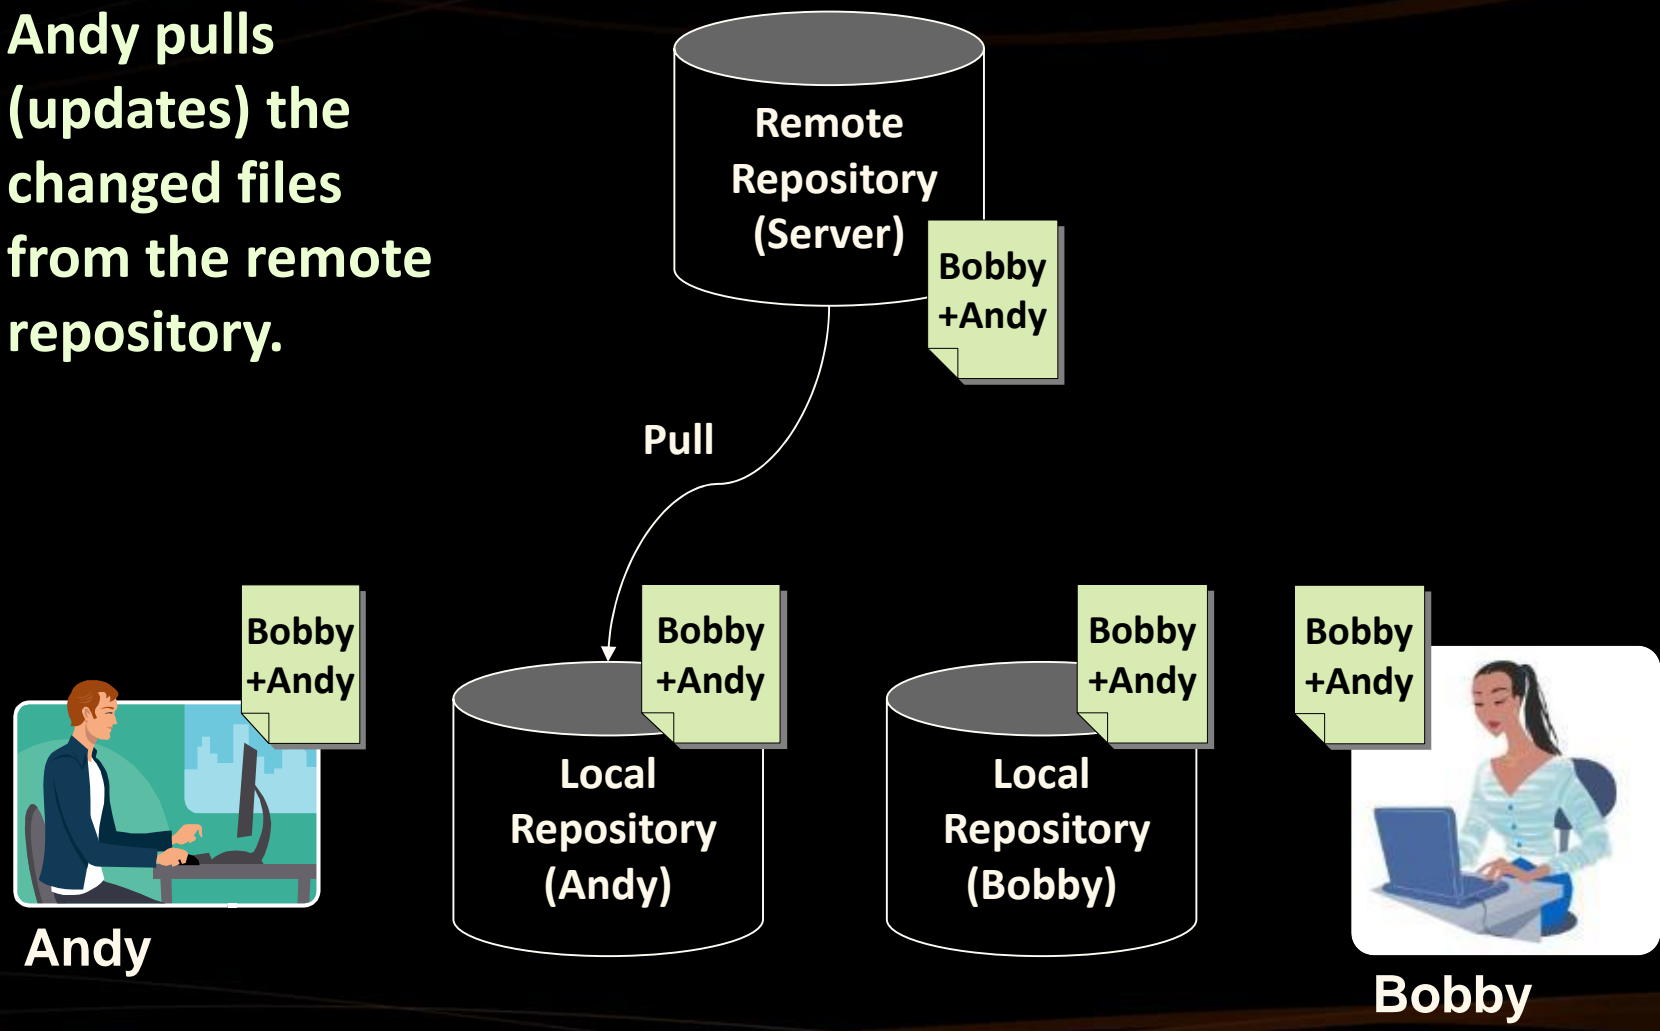 Andy pulls
(updates) the
changed files
from the remote
repository.
Remote
Repository
(Server)
Bobby
+Andy
Pull
Bobby
+Andy
Bobby
+Andy
Bobby
+Andy
Bobby
+Andy
Local
Repository
(Andy)
Local
Repository
(Bobby)
Andy
Bobby